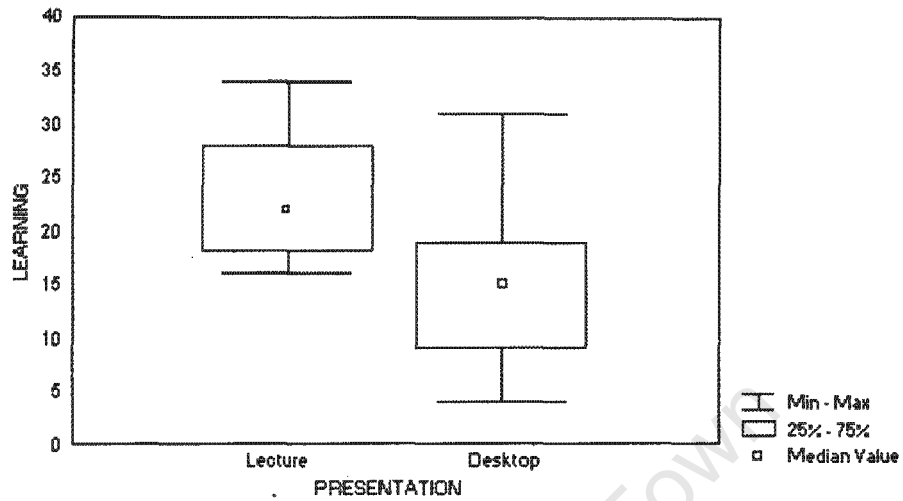 40
35
30
25
20
15
10
5
0
LEARNING
Lecture Desktop
PRESENTATION
Min - Max
25% - 75%
Median Value
Town